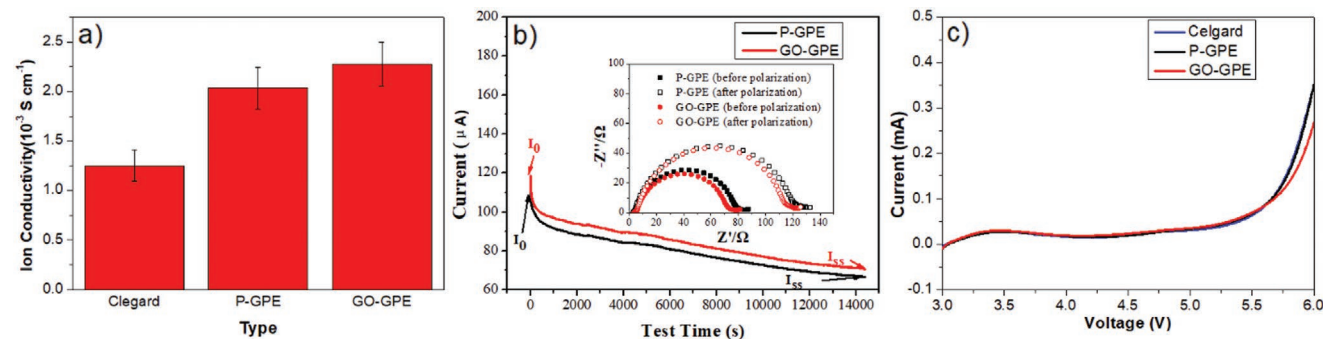 a)
Ion Conductivity(10⁻³ S cm⁻¹)
2.5
2.0
1.5
1.0
0.5
0.0
Clegard
P-GPE
GO-GPE
Type
b)
Current (μA)
200
180
160
140
120
100
80
60
P-GPE
GO-GPE
I₀
I₀
Iss
Iss
-Z''/Ω
100
80
60
40
20
0
P-GPE (before polarization)
P-GPE (after polarization)
GO-GPE (before polarization)
GO-GPE (after polarization)
0 20 40 60 80 100 120 140
Z'/Ω
0 2000 4000 6000 8000 10000 12000 14000
Test Time (s)
c)
Current (mA)
0.5
0.4
0.3
0.2
0.1
0.0
-0.1
Celgard
P-GPE
GO-GPE
3.0 3.5 4.0 4.5 5.0 5.5 6.0
Voltage (V)